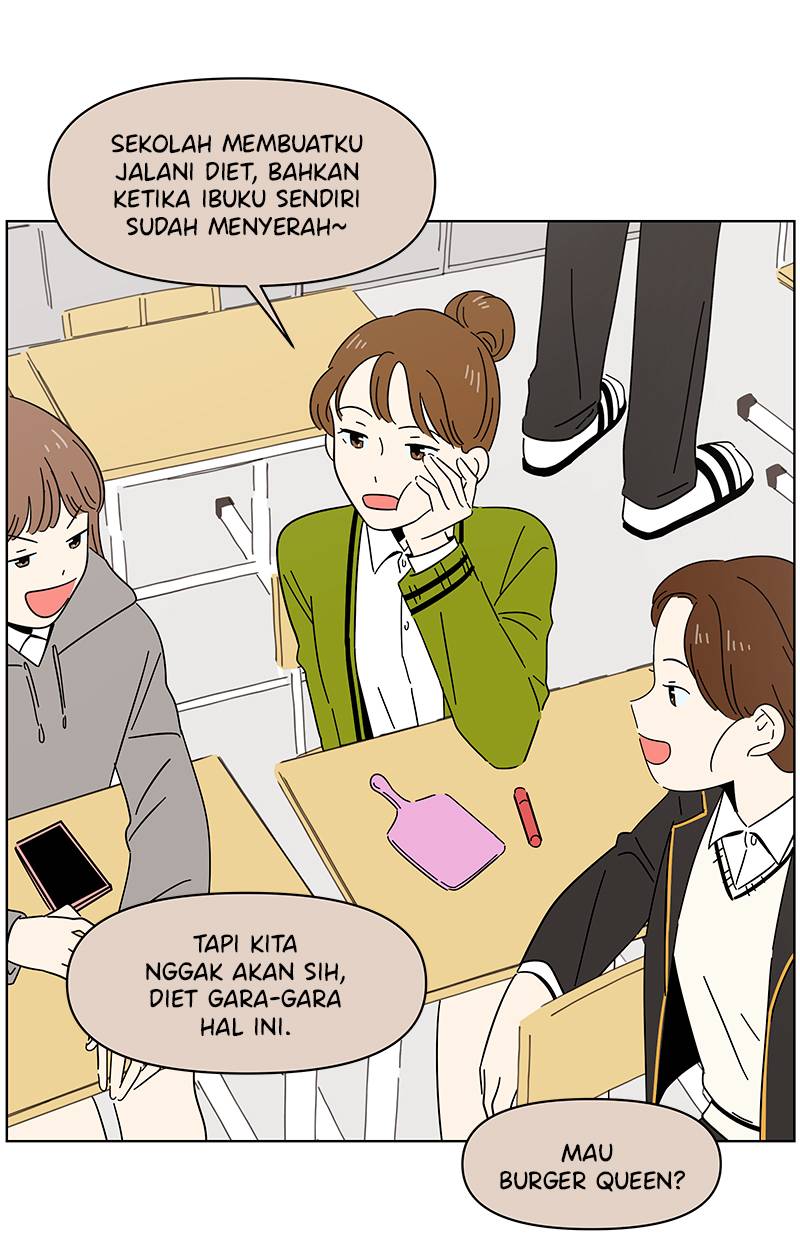 SEKOLAH MEMBUATKU
JALANI DIET, BAHKAN
KETIKA IBUKU SENDIRI
SUDAH MENYERAH~
TAPI KITA
NGGAK AKAN SIH,
DIET GARA-GARA
HAL INI.
MAU
BURGER QUEEN?